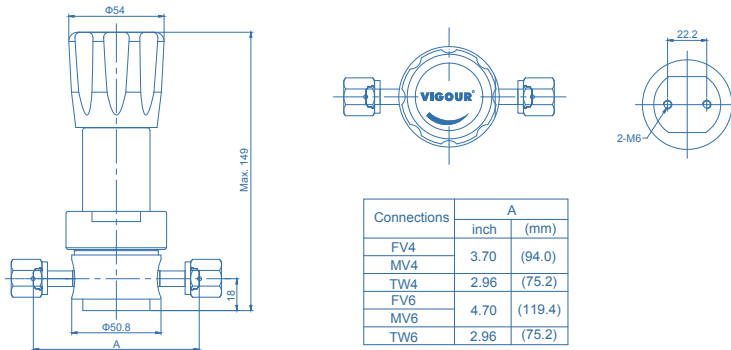 Φ54
Max. 149
18
Φ50.8
A
VIGOUR®
22.2
2-M6
Connections A
inch (mm)
FV4 3.70 (94.0)
MV4
TW4 2.96 (75.2)
FV6 4.70 (119.4)
MV6
TW6 2.96 (75.2)